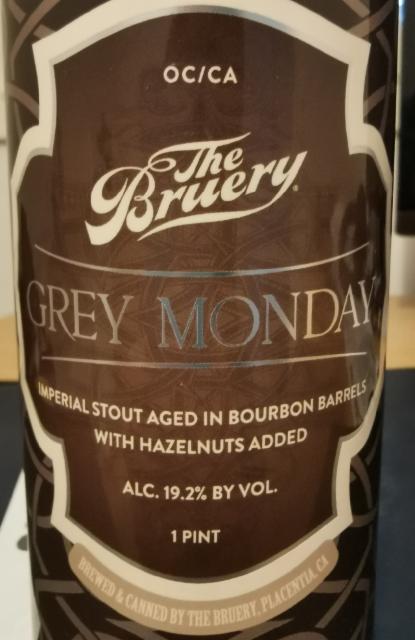 OC/CA
The
Bruery®
GREY MONDAY
IMPERIAL STOUT AGED IN BOURBON BARRELS
WITH HAZELNUTS ADDED
ALC. 19.2% BY VOL.
1 PINT
BREWED & CANNED BY THE BRUERY, PLACENTIA, CA